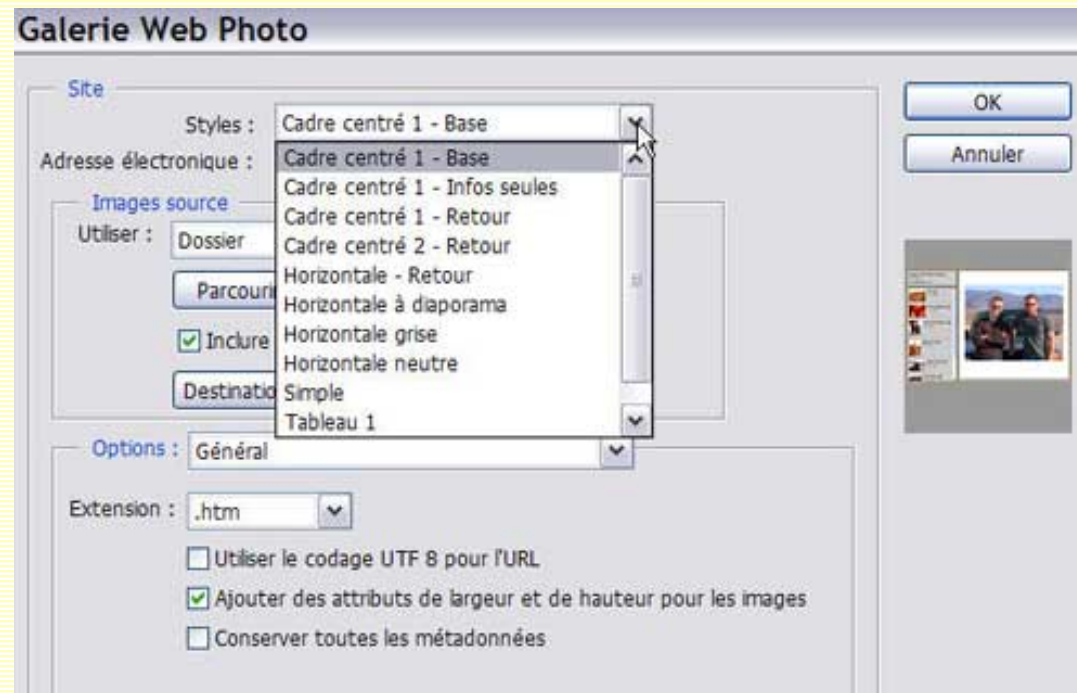 Galerie Web Photo
Site
Styles : Cadre centré 1 - Base
Adresse électronique :
Cadre centré 1 - Base
Cadre centré 1 - Infos seules
Cadre centré 1 - Retour
Cadre centré 2 - Retour
Horizontale - Retour
Horizontale à diaporama
Horizontale grise
Horizontale neutre
Simple
Tableau 1
Images source
Utiliser : Dossier
Inclure
Options : Général
Extension : .htm
Utiliser le codage UTF 8 pour l'URL
Ajouter des attributs de largeur et de hauteur pour les images
Conserver toutes les métadonnées
OK
Annuler